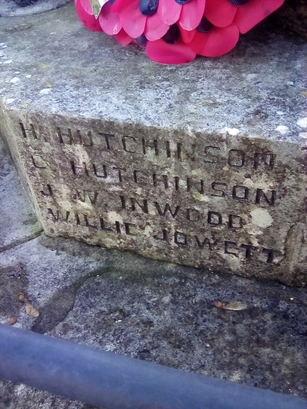 H. HUTCHINSON
C. HUTCHINSON
J. W. INWOOD
WILLIE JOWETT